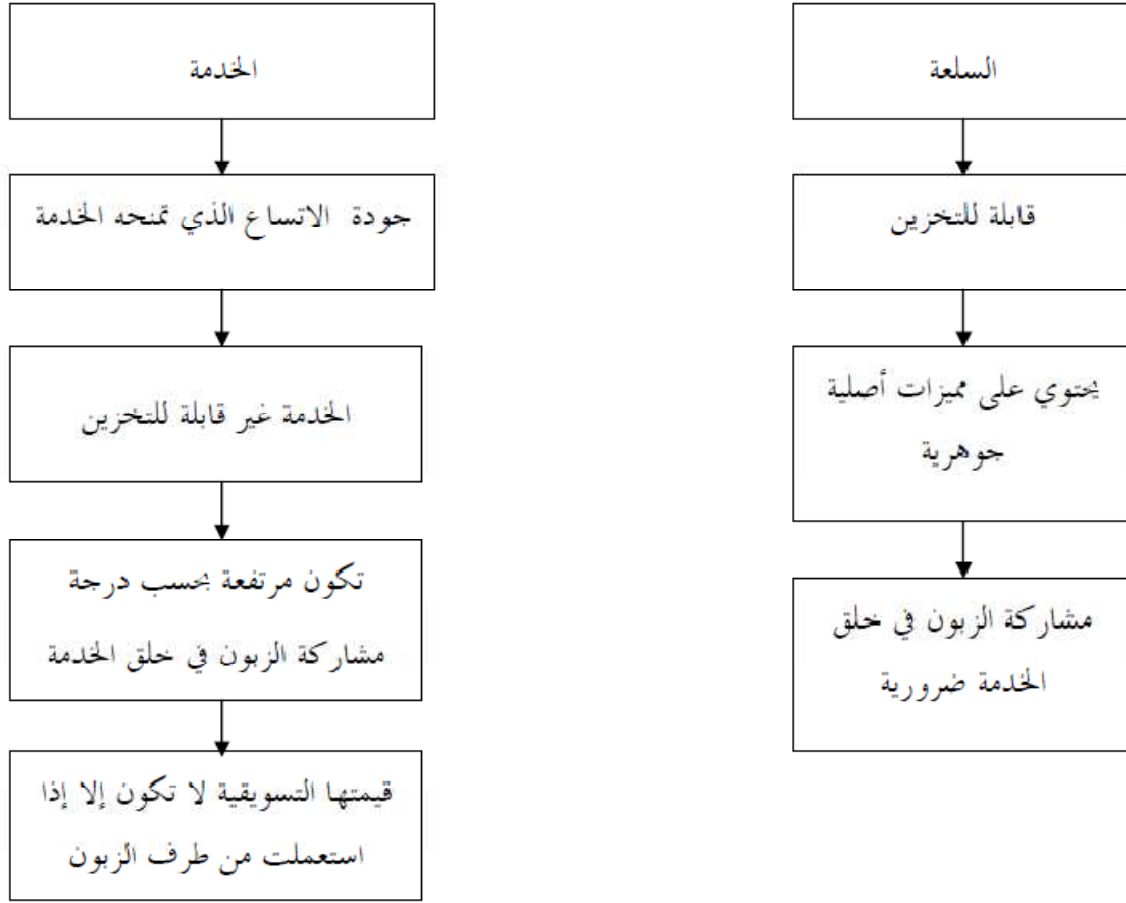 السلعة
قابلة للتخزين
يحتوي على مميزات أصلية
جوهرية
مشاركة الزبون في خلق
الخدمة ضرورية
الخدمة
جودة الاتساع الذي تمنحه الخدمة
الخدمة غير قابلة للتخزين
تكون مرتفعة بحسب درجة
مشاركة الزبون في خلق الخدمة
قيمتها التسويقية لا تكون إلا إذا
استعملت من طرف الزبون